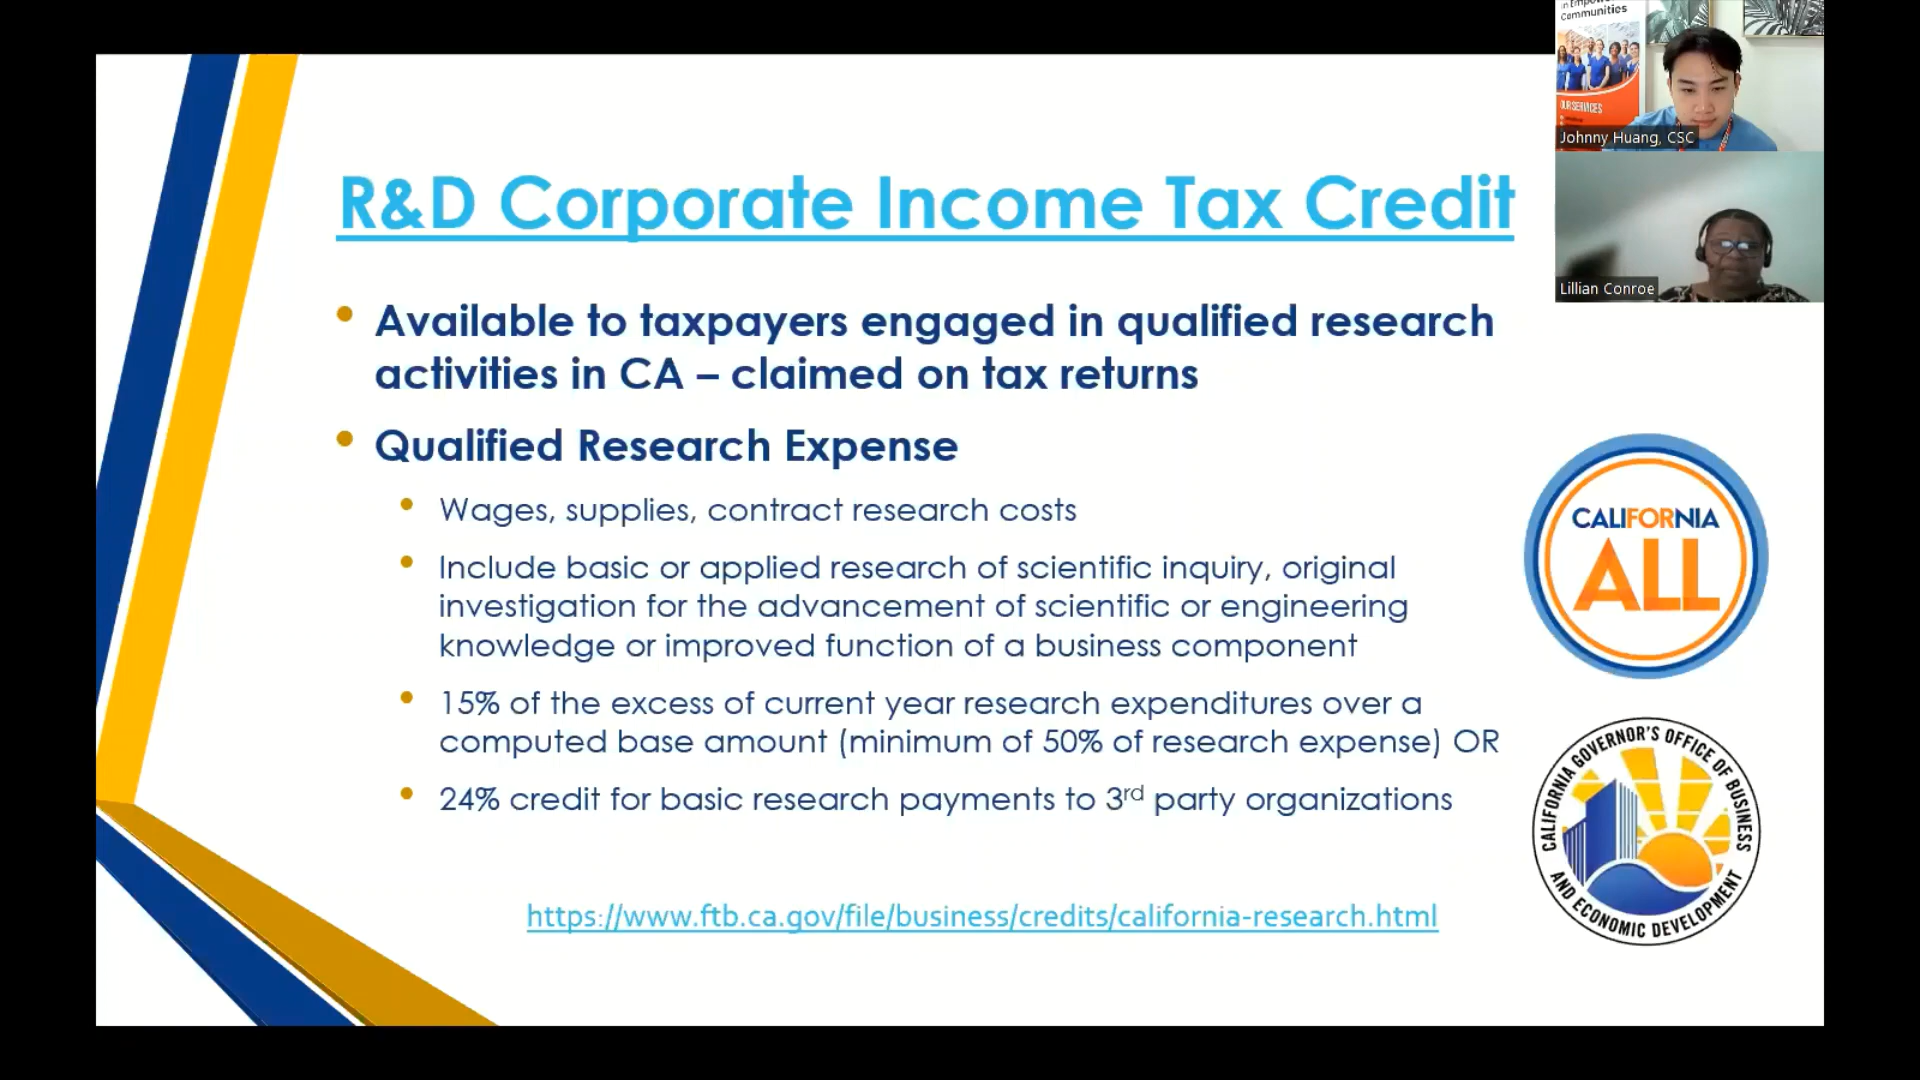 R&D Corporate Income Tax Credit
• Available to taxpayers engaged in qualified research
activities in CA – claimed on tax returns
• Qualified Research Expense
• Wages, supplies, contract research costs
• Include basic or applied research of scientific inquiry, original
investigation for the advancement of scientific or engineering
knowledge or improved function of a business component
• 15% of the excess of current year research expenditures over a
computed base amount (minimum of 50% of research expense) OR
• 24% credit for basic research payments to 3rd party organizations
https://www.ftb.ca.gov/file/business/credits/california-research.html
Communities
OUR SERVICES
Johnny Huang, CSC
Lillian Conroe
CALIFORNIA
ALL
CALIFORNIA GOVERNOR'S OFFICE OF BUSINESS
AND ECONOMIC DEVELOPMENT